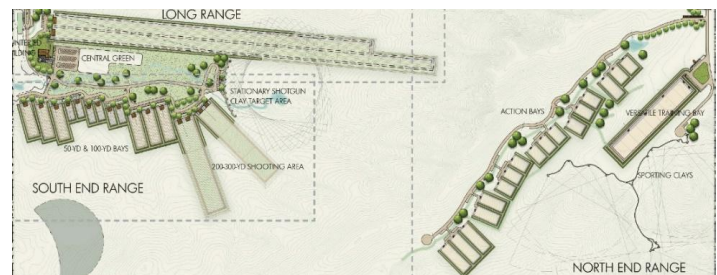 LONG RANGE
CENTRAL GREEN
STATIONARY SHOTGUN
CLAY TARGET AREA
50-YD & 100-YD BAYS
200-300-YD SHOOTING AREA
SOUTH END RANGE
ACTION BAYS
VERSATILE TRAINING BAY
SPORTING CLAYS
NORTH END RANGE